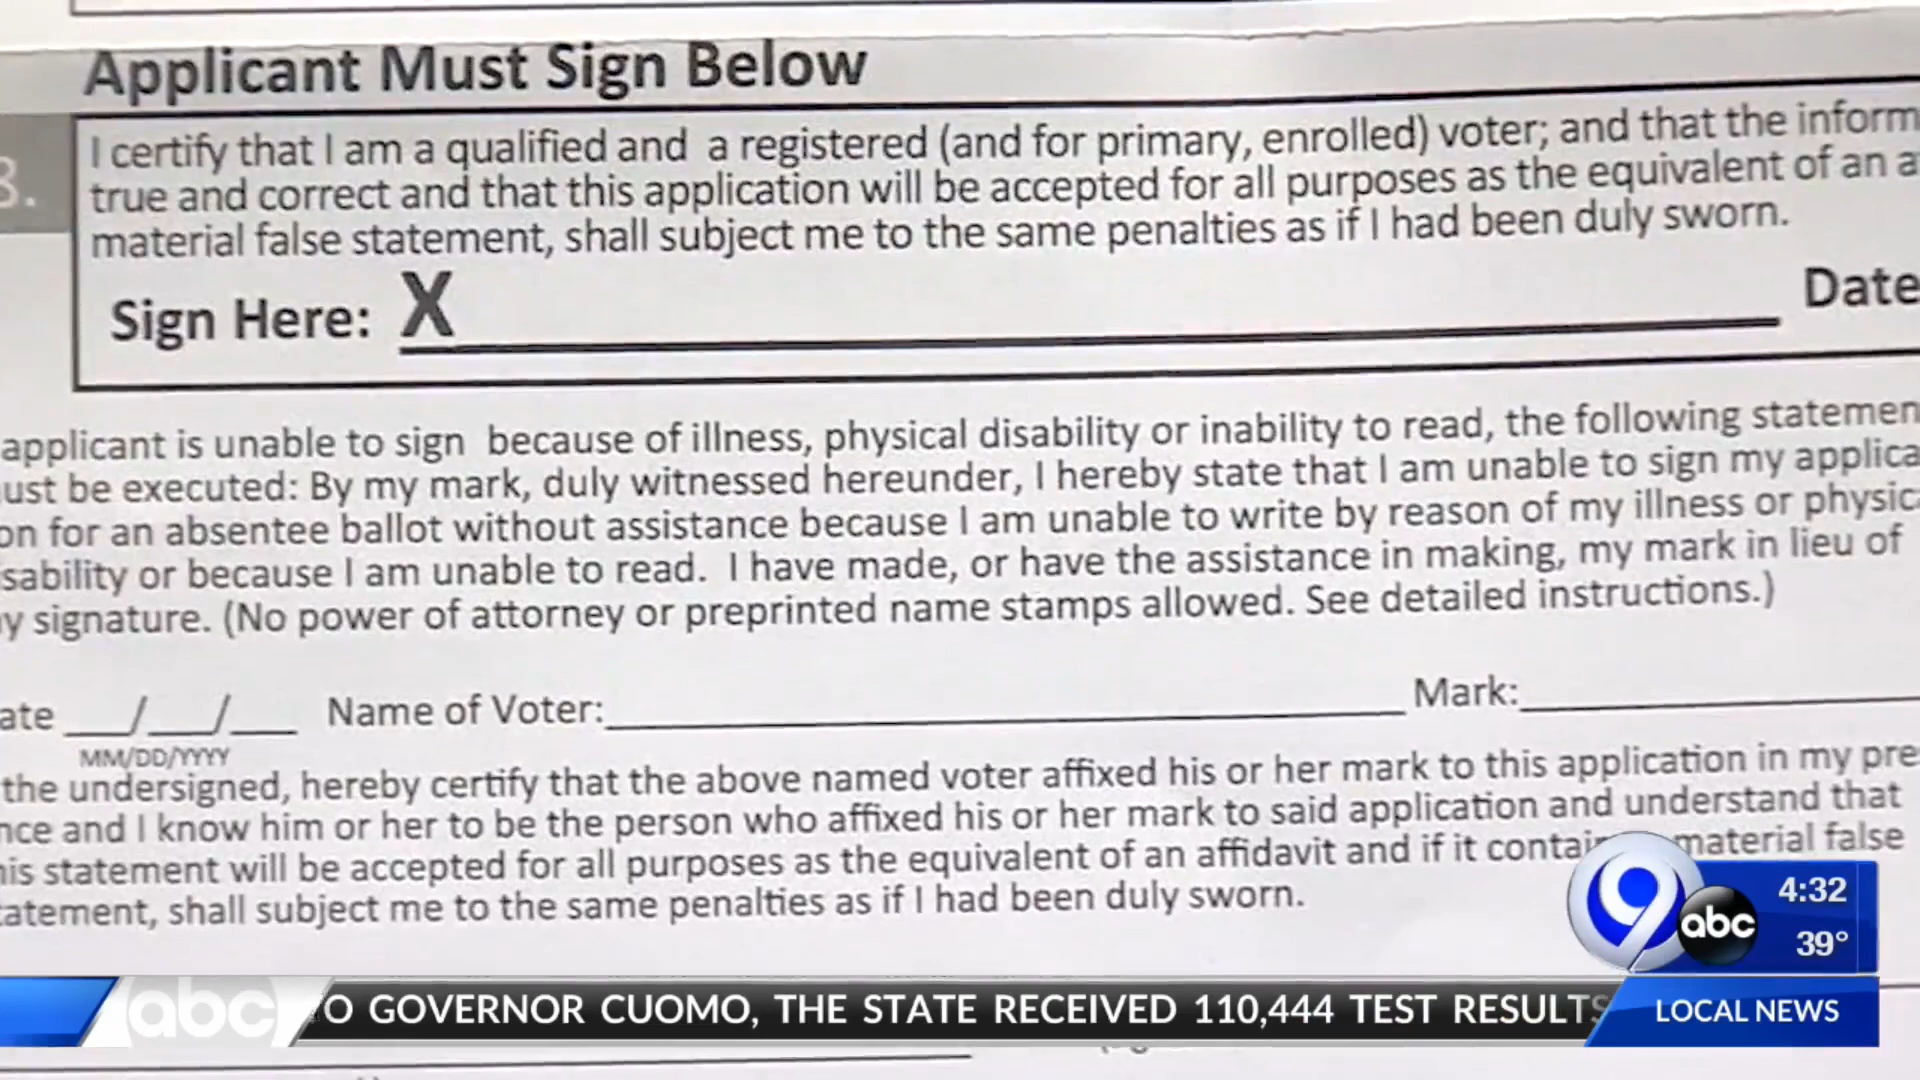 Applicant Must Sign Below
8.
I certify that I am a qualified and a registered (and for primary, enrolled) voter; and that the inform
true and correct and that this application will be accepted for all purposes as the equivalent of an a
material false statement, shall subject me to the same penalties as if I had been duly sworn.
Sign Here: X
Date
applicant is unable to sign because of illness, physical disability or inability to read, the following statemen
ust be executed: By my mark, duly witnessed hereunder, I hereby state that I am unable to sign my applica
on for an absentee ballot without assistance because I am unable to write by reason of my illness or physic
sability or because I am unable to read. I have made, or have the assistance in making, my mark in lieu of
y signature. (No power of attorney or preprinted name stamps allowed. See detailed instructions.)
ate __/__/__ Name of Voter: Mark:
MM/DD/YYYY
the undersigned, hereby certify that the above named voter affixed his or her mark to this application in my pre
nce and I know him or her to be the person who affixed his or her mark to said application and understand that
his statement will be accepted for all purposes as the equivalent of an affidavit and if it contai material false
atement, shall subject me to the same penalties as if I had been duly sworn.
9 abc
4:32
39°
abc
O GOVERNOR CUOMO, THE STATE RECEIVED 110,444 TEST RESULTS
LOCAL NEWS